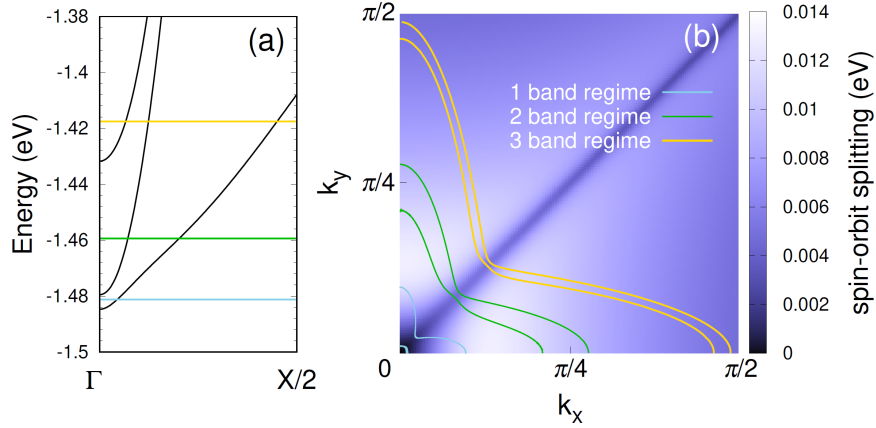 (a)
Energy (eV)
-1.38
-1.4
-1.42
-1.44
-1.46
-1.48
-1.5
Γ
X/2
(b)
1 band regime
2 band regime
3 band regime
k_y
π/2
π/4
0
π/4
π/2
k_x
0.014
0.012
0.01
0.008
0.006
0.004
0.002
0
spin-orbit splitting (eV)